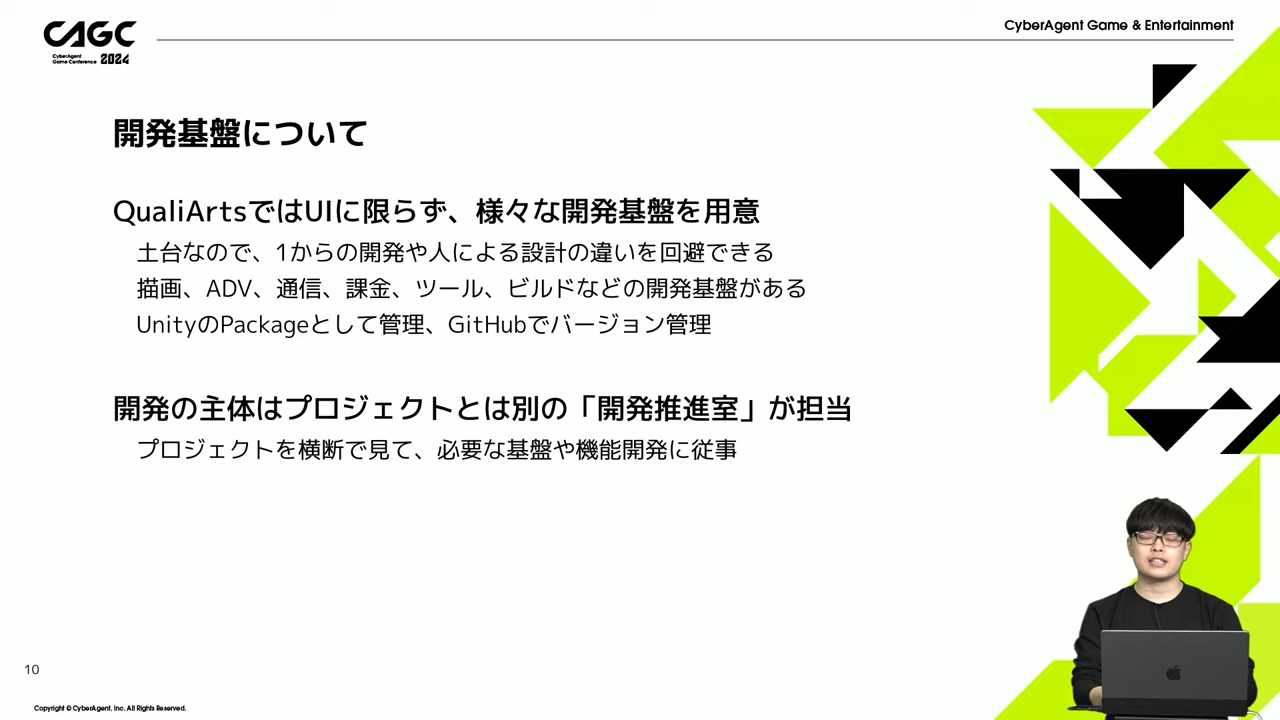 CAGC
CyberAgent
Game Conference 2024
CyberAgent Game & Entertainment
開発基盤について
QualiArtsではUIに限らず、様々な開発基盤を用意
土台なので、1からの開発や人による設計の違いを回避できる
描画、ADV、通信、課金、ツール、ビルドなどの開発基盤がある
UnityのPackageとして管理、GitHubでバージョン管理
開発の主体はプロジェクトとは別の「開発推進室」が担当
プロジェクトを横断で見て、必要な基盤や機能開発に従事
10
Copyright © CyberAgent, Inc. All Rights Reserved.